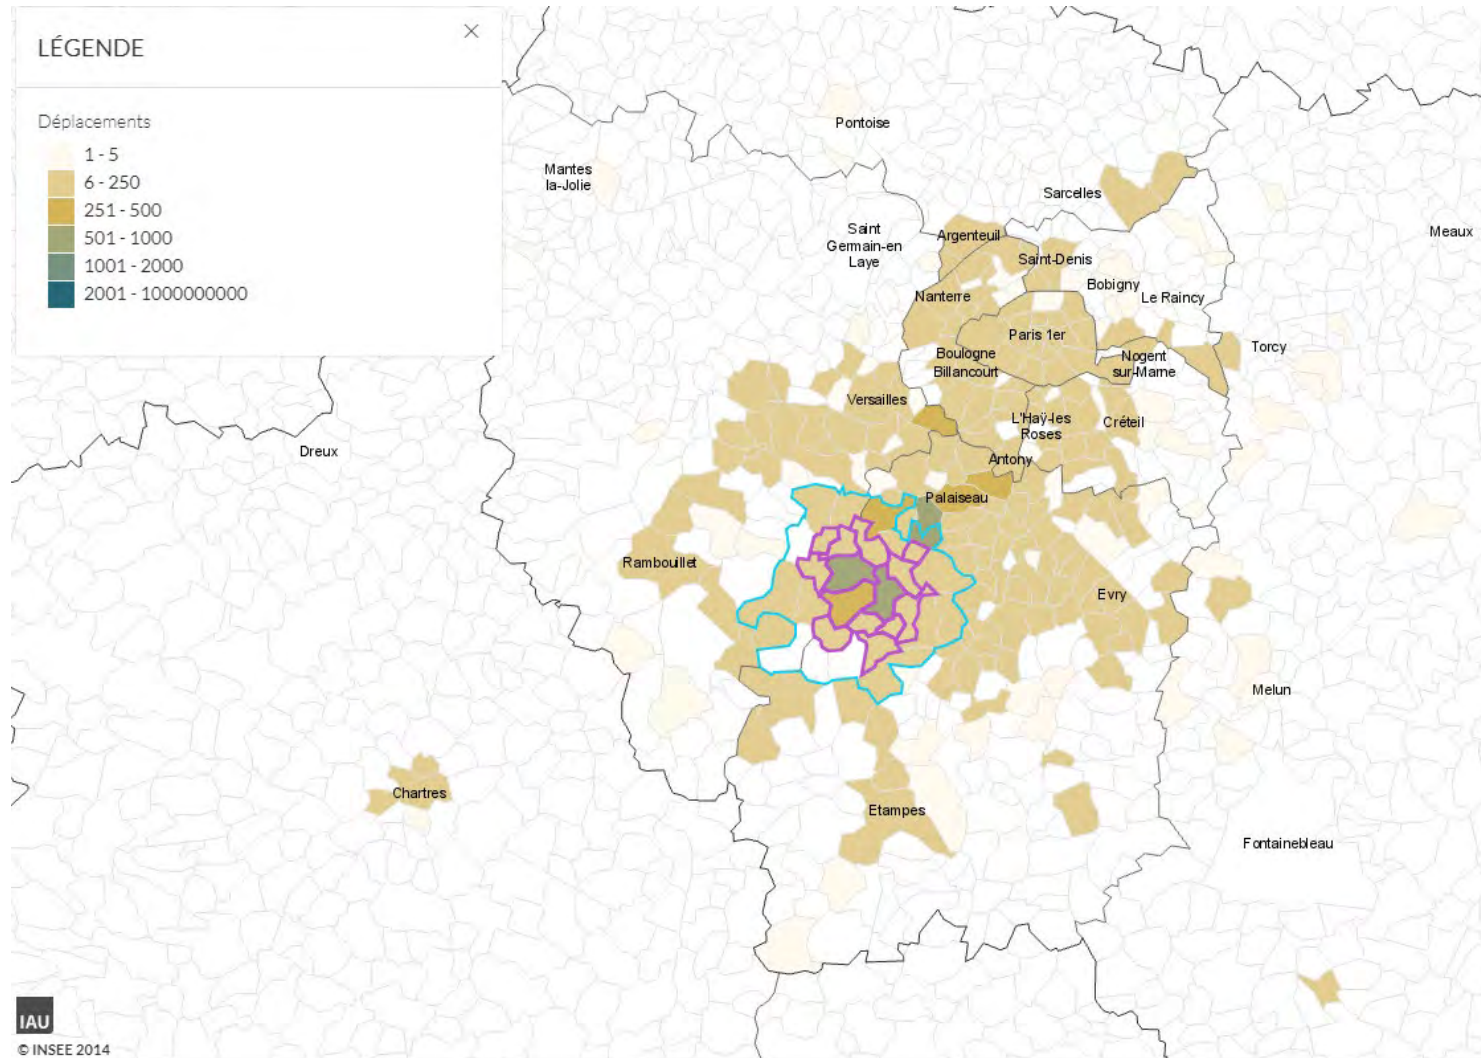 LÉGENDE
Déplacements
1 - 5
6 - 250
251 - 500
501 - 1000
1001 - 2000
2001 - 1000000000
Pontoise
Mantes
la-Jolie
Sarcelles
Saint
Germain-en
Laye
Argenteuil
Meaux
Saint-Denis
Bobigny
Le Raincy
Nanterre
Paris 1er
Torcy
Boulogne
Billancourt
Nogent
sur-Marne
Versailles
L'Haÿ-les
Roses
Créteil
Dreux
Antony
Palaiseau
Rambouillet
Evry
Melun
Chartres
Etampes
Fontainebleau
IAU
© INSEE 2014